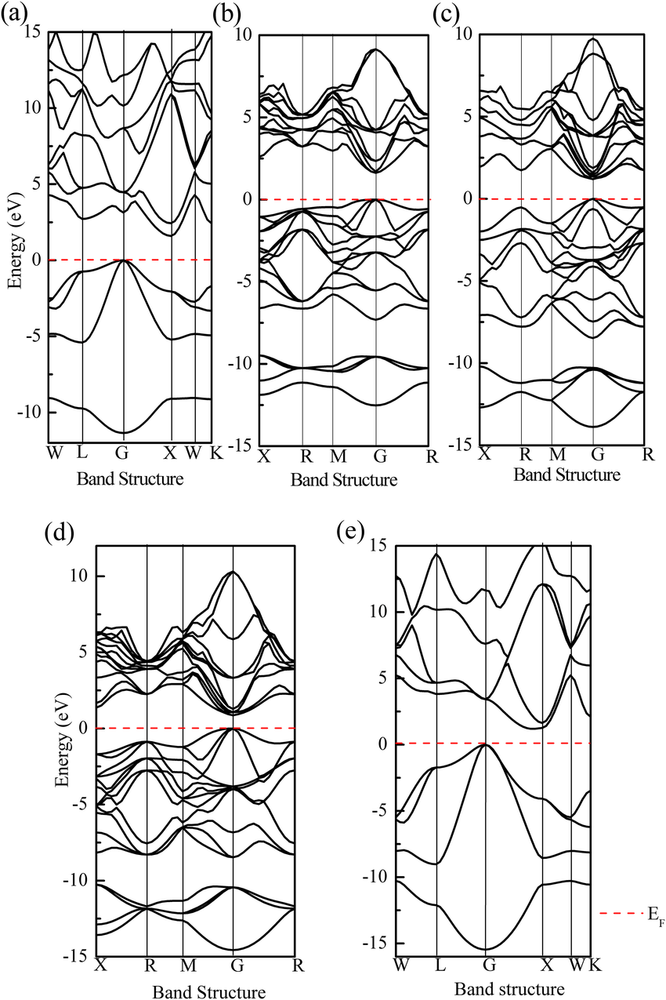 (a)
15
10
5
0
-5
-10
Energy (eV)
W L G X W K
Band Structure
(b)
10
5
0
-5
-10
-15
X R M G R
Band Structure
(c)
10
5
0
-5
-10
-15
X R M G R
Band Structure
(d)
10
5
0
-5
-10
-15
Energy (eV)
X R M G R
Band Structure
(e)
15
10
5
0
-5
-10
-15
W L G X W K
Band structure
E_F